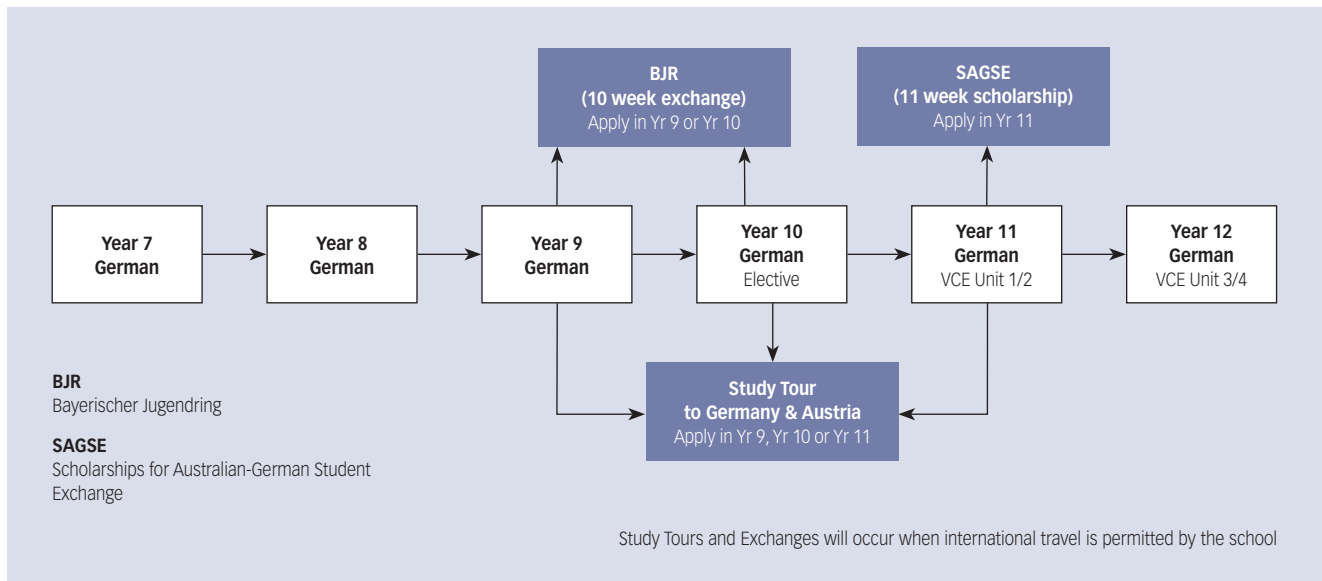 BJR
(10 week exchange)
Apply in Yr 9 or Yr 10
SAGSE
(11 week scholarship)
Apply in Yr 11
Year 7
German
Year 8
German
Year 9
German
Year 10
German
Elective
Year 11
German
VCE Unit 1/2
Year 12
German
VCE Unit 3/4
Study Tour
to Germany & Austria
Apply in Yr 9, Yr 10 or Yr 11
BJR
Bayerischer Jugendring
SAGSE
Scholarships for Australian-German Student
Exchange
Study Tours and Exchanges will occur when international travel is permitted by the school